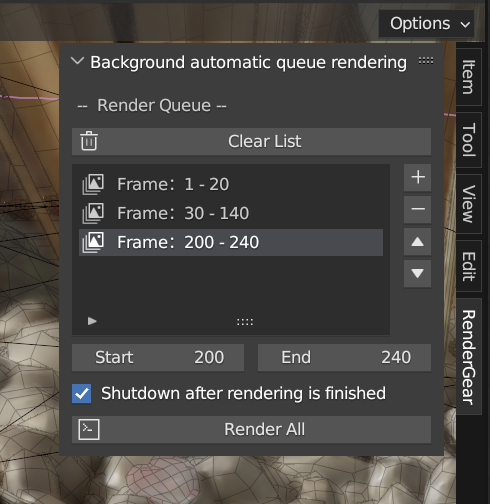 Options
Background automatic queue rendering
-- Render Queue --
Clear List
Frame: 1 - 20
Frame: 30 - 140
Frame: 200 - 240
Start 200 End 240
Shutdown after rendering is finished
Render All
Item
Tool
View
Edit
RenderGear